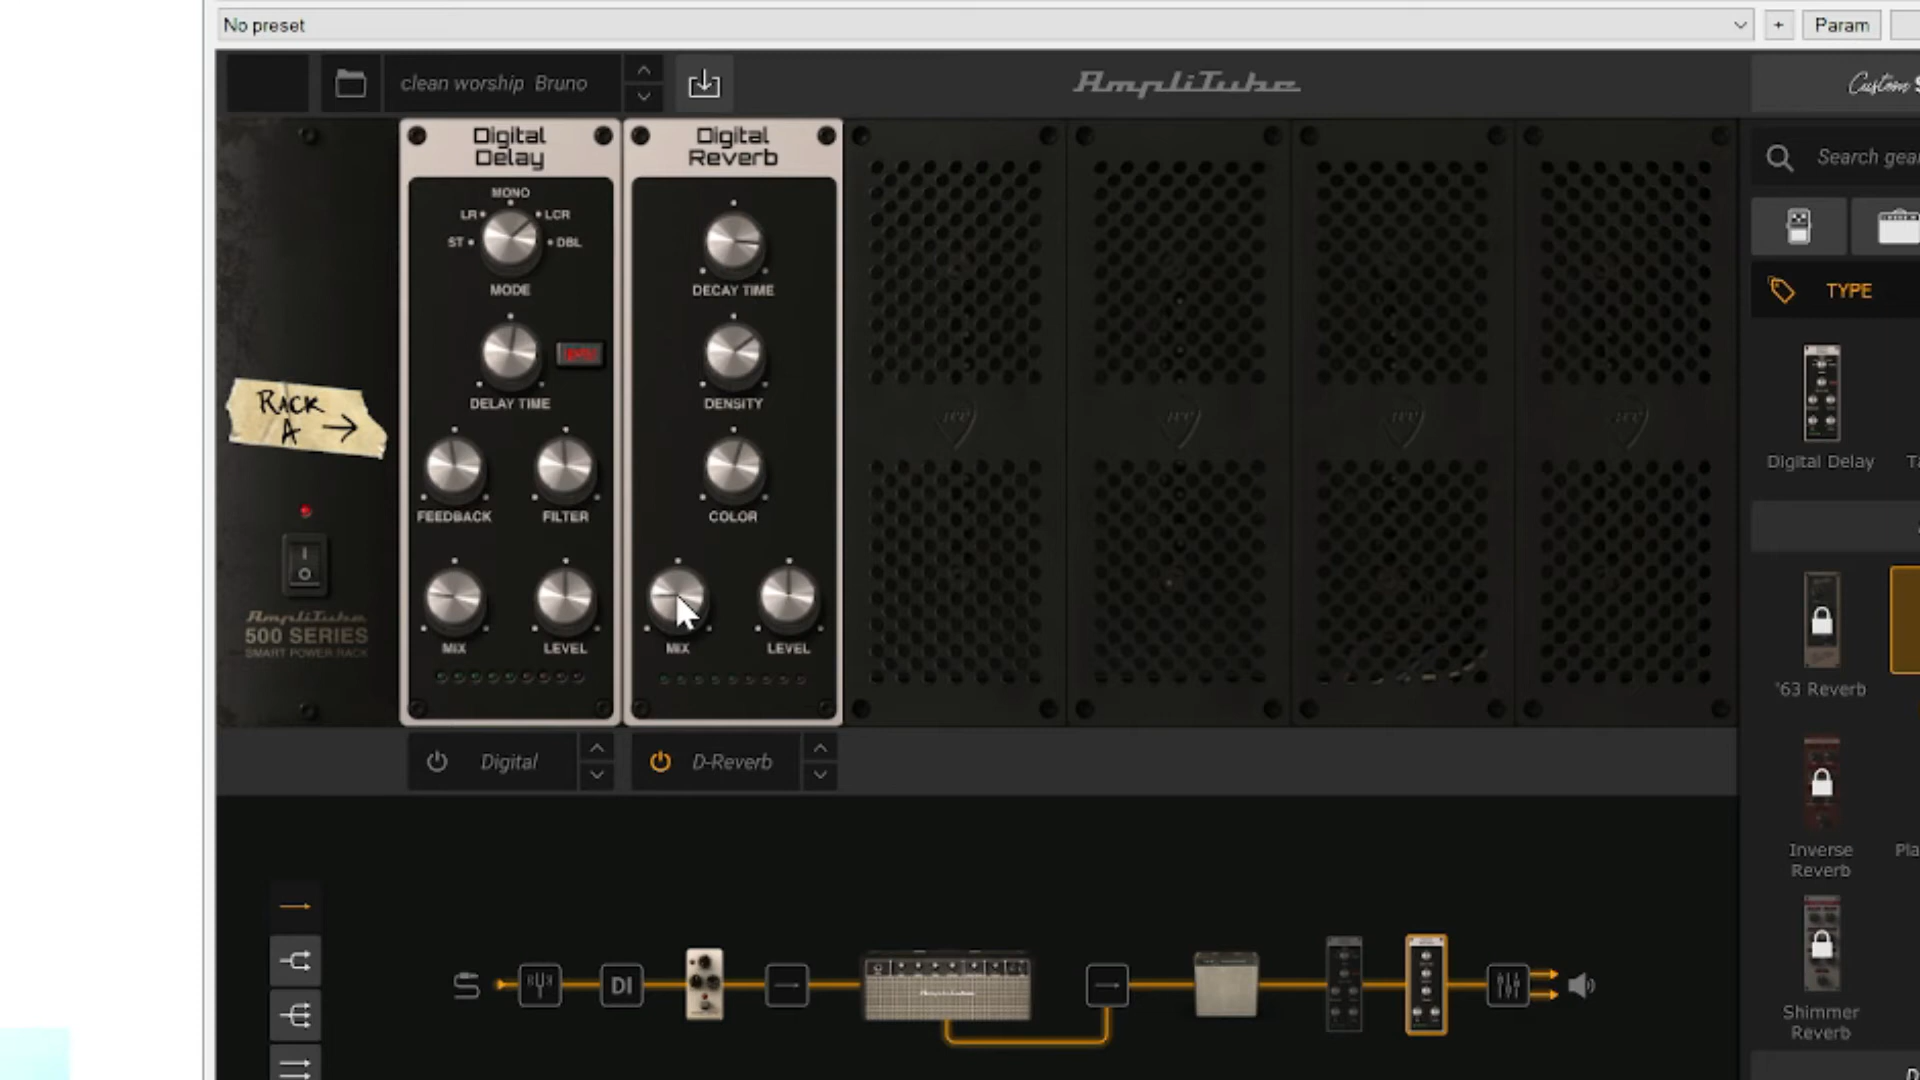 No preset
+
Param
clean worship Bruno
AmpliTube
Custom
Digital
Delay
MONO
LR
LCR
ST
DBL
MODE
DELAY TIME
FEEDBACK
FILTER
MIX
LEVEL
Digital
Reverb
DECAY TIME
DENSITY
COLOR
MIX
LEVEL
RACK
A
AmpliTube
500 SERIES
SMART POWER RACK
Digital
D-Reverb
DI
Search gear
TYPE
Digital Delay
'63 Reverb
Inverse
Reverb
Shimmer
Reverb